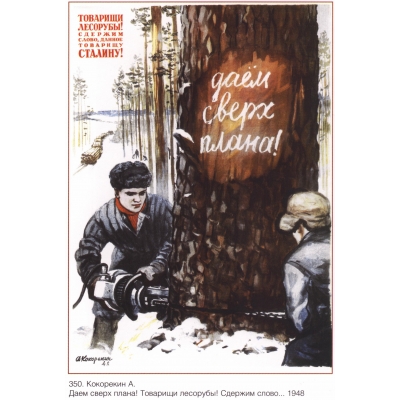 ТОВАРИЩИ
ЛЕСОРУБЫ!
СДЕРЖИМ
СЛОВО, ДАННОЕ
ТОВАРИЩУ
СТАЛИНУ!
даём
сверх
плана!
А Кокорекин
350. Кокорекин А.
Даем сверх плана! Товарищи лесорубы! Сдержим слово... 1948